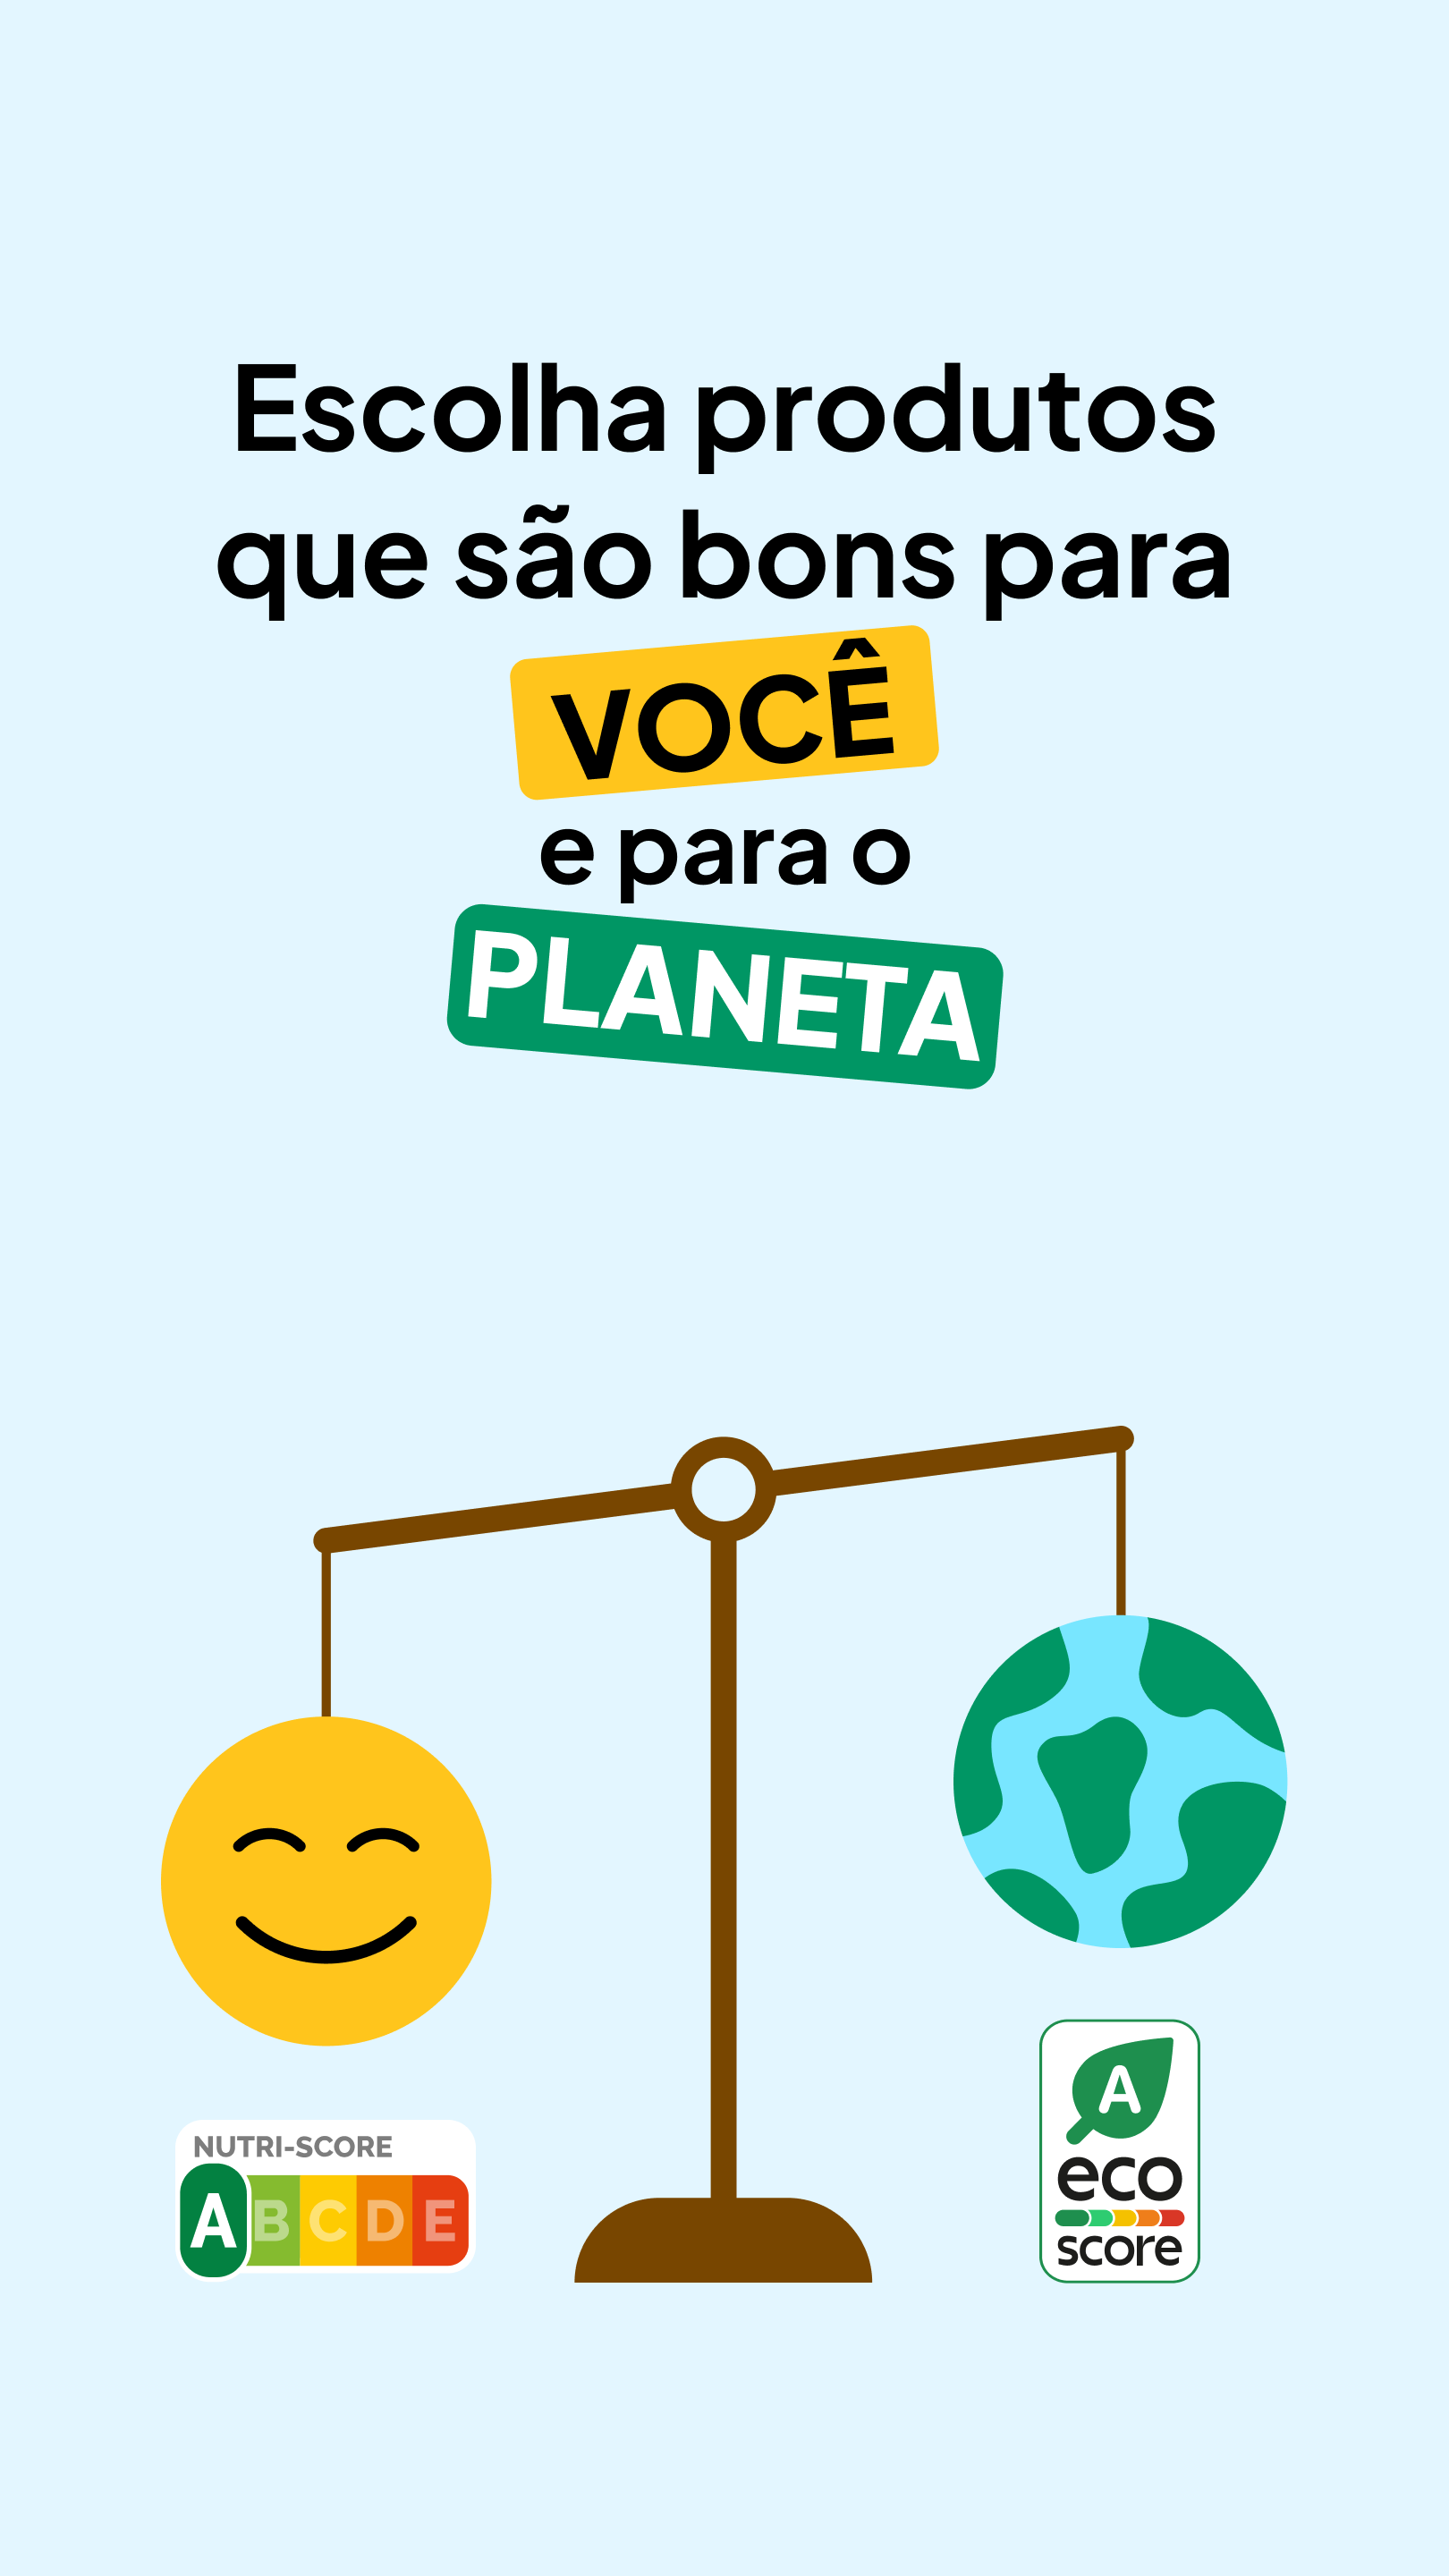 Escolha produtos
que são bons para
VOCÊ
e para o
PLANETA
NUTRI-SCORE
A B C D E
A
eco
score